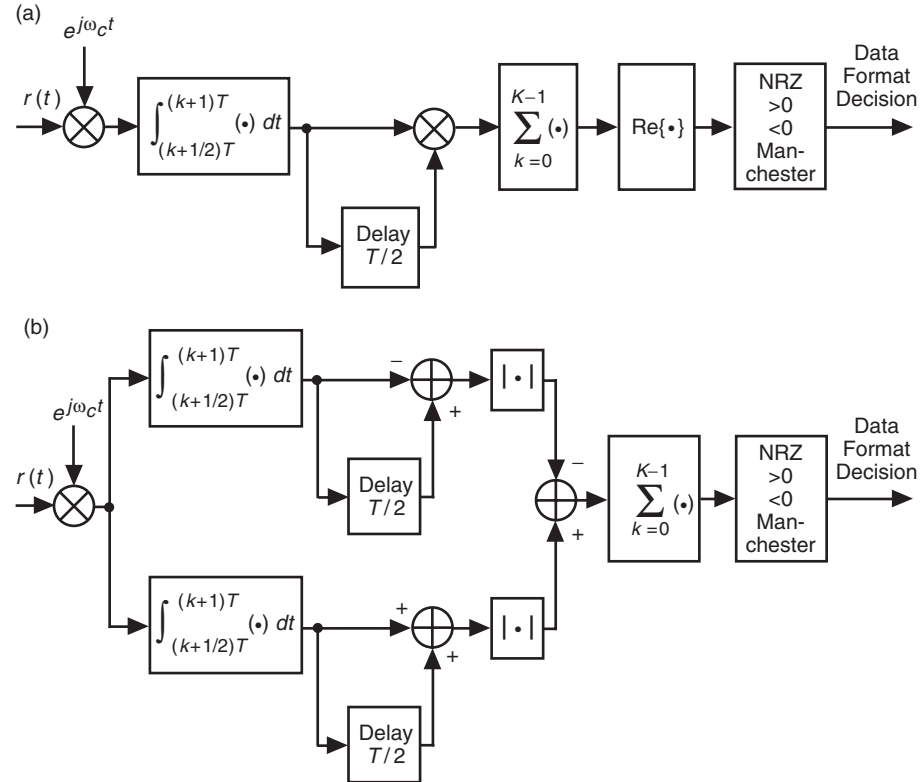 (a)
e^{jω_c t}
r(t)
∫_{(k+1/2)T}^{(k+1)T} (•) dt
Delay
T/2
K−1
∑ (•)
k=0
Re{•}
NRZ
>0
<0
Man-
chester
Data
Format
Decision
(b)
e^{jω_c t}
r(t)
∫_{(k+1/2)T}^{(k+1)T} (•) dt
−
+
Delay
T/2
|•|
−
+
K−1
∑ (•)
k=0
NRZ
>0
<0
Man-
chester
Data
Format
Decision
∫_{(k+1/2)T}^{(k+1)T} (•) dt
+
+
Delay
T/2
|•|